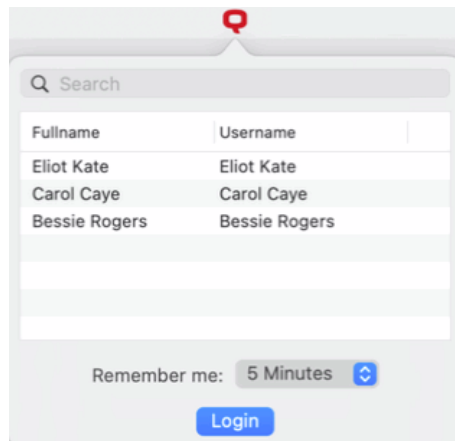 Q
Search
Fullname Username
Eliot Kate Eliot Kate
Carol Caye Carol Caye
Bessie Rogers Bessie Rogers
Remember me: 5 Minutes
Login